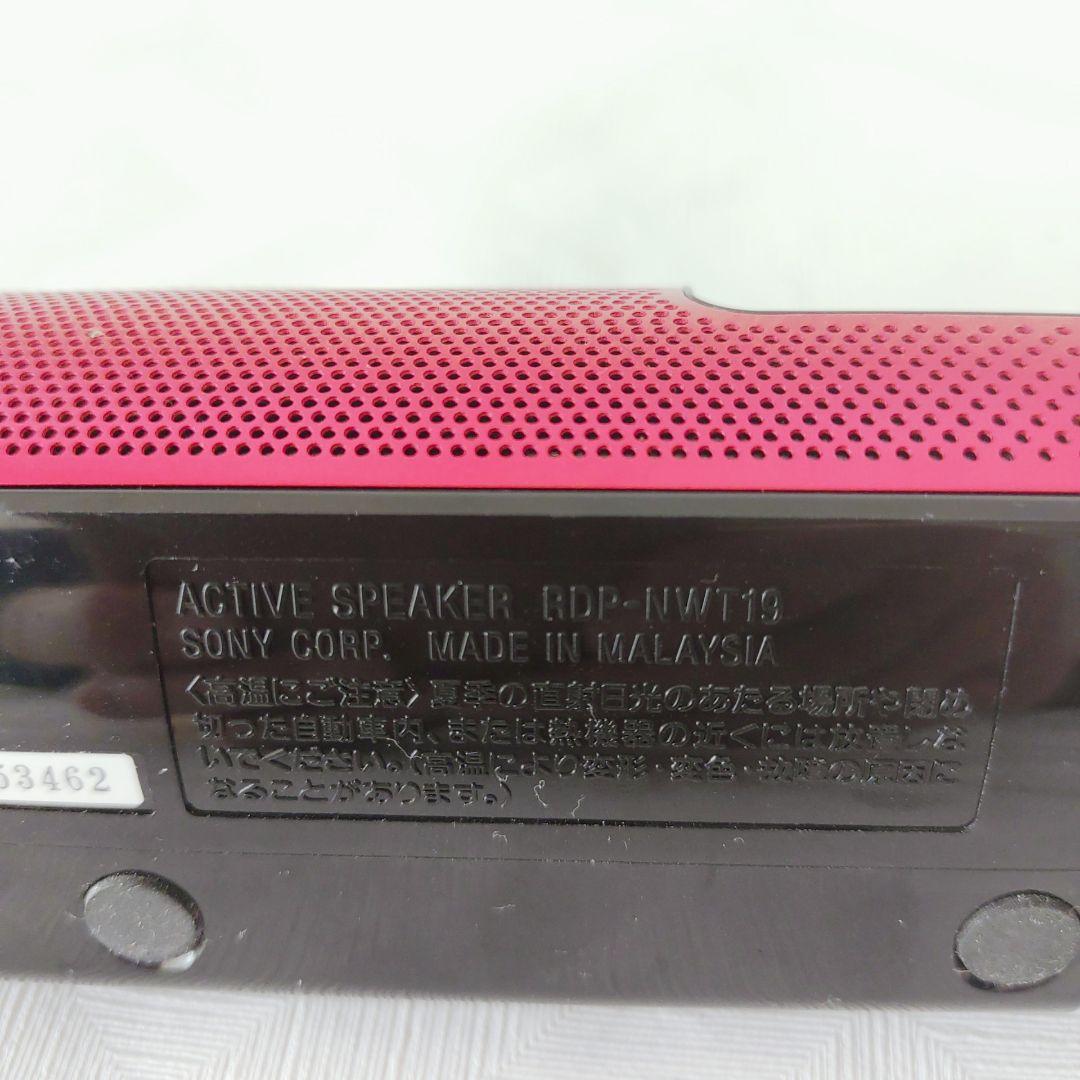 ACTIVE SPEAKER RDP-NWT19
SONY CORP. MADE IN MALAYSIA
〈高温にご注意〉夏季の直射日光のあたる場所や閉め
切った自動車内、または熱機器の近くには放置しな
いでください。(高温により変形・変色・故障の原因に
なることがあります。)
53462